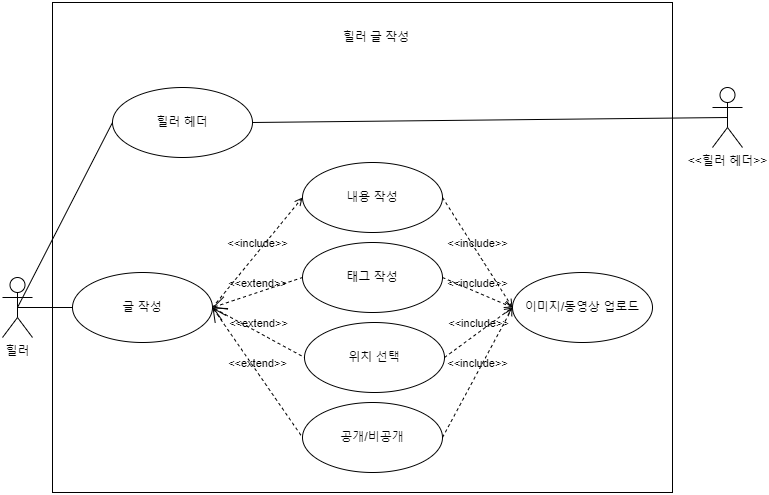 힐러 글 작성
힐러 헤더
<<힐러 헤더>>
내용 작성
<<include>>
<<include>>
태그 작성
<<extend>>
<<include>>
글 작성
이미지/동영상 업로드
<<extend>>
<<include>>
힐러
위치 선택
<<extend>>
<<include>>
공개/비공개